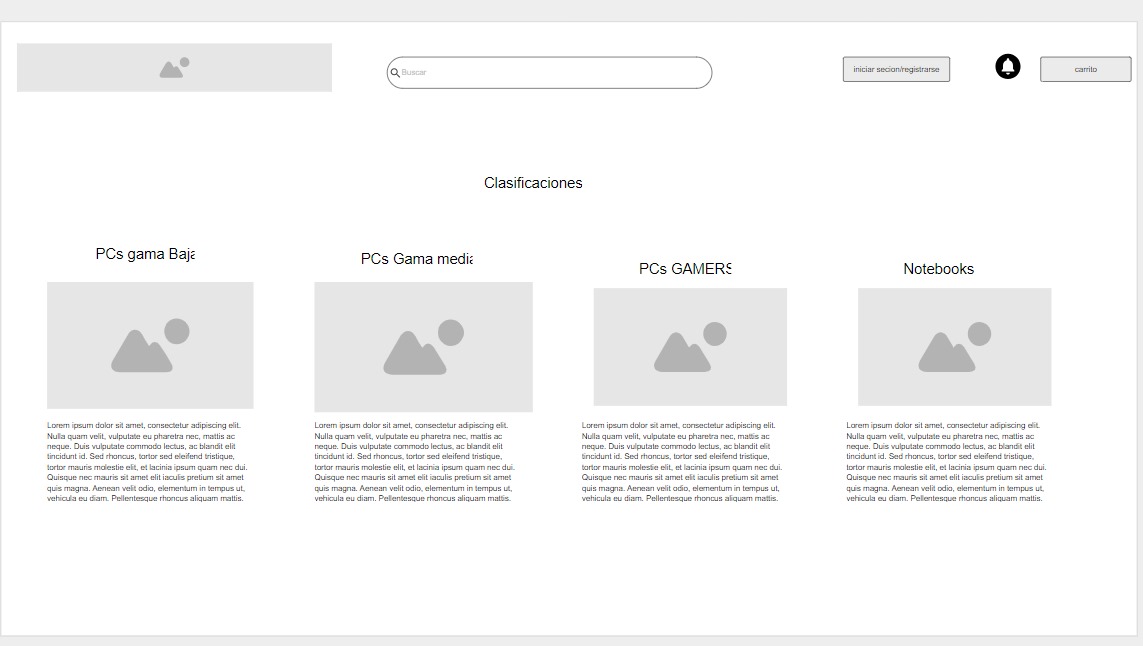 Buscar
iniciar secion/registrarse
carrito
Clasificaciones
PCs gama Baja
PCs Gama media
PCs GAMERS
Notebooks
Lorem ipsum dolor sit amet, consectetur adipiscing elit.
Nulla quam velit, vulputate eu pharetra nec, mattis ac
neque. Duis vulputate commodo lectus, ac blandit elit
tincidunt id. Sed rhoncus, tortor sed eleifend tristique,
tortor mauris molestie elit, et lacinia ipsum quam nec dui.
Quisque nec mauris sit amet elit iaculis pretium sit amet
quis magna. Aenean velit odio, elementum in tempus ut,
vehicula eu diam. Pellentesque rhoncus aliquam mattis.
Lorem ipsum dolor sit amet, consectetur adipiscing elit.
Nulla quam velit, vulputate eu pharetra nec, mattis ac
neque. Duis vulputate commodo lectus, ac blandit elit
tincidunt id. Sed rhoncus, tortor sed eleifend tristique,
tortor mauris molestie elit, et lacinia ipsum quam nec dui.
Quisque nec mauris sit amet elit iaculis pretium sit amet
quis magna. Aenean velit odio, elementum in tempus ut,
vehicula eu diam. Pellentesque rhoncus aliquam mattis.
Lorem ipsum dolor sit amet, consectetur adipiscing elit.
Nulla quam velit, vulputate eu pharetra nec, mattis ac
neque. Duis vulputate commodo lectus, ac blandit elit
tincidunt id. Sed rhoncus, tortor sed eleifend tristique,
tortor mauris molestie elit, et lacinia ipsum quam nec dui.
Quisque nec mauris sit amet elit iaculis pretium sit amet
quis magna. Aenean velit odio, elementum in tempus ut,
vehicula eu diam. Pellentesque rhoncus aliquam mattis.
Lorem ipsum dolor sit amet, consectetur adipiscing elit.
Nulla quam velit, vulputate eu pharetra nec, mattis ac
neque. Duis vulputate commodo lectus, ac blandit elit
tincidunt id. Sed rhoncus, tortor sed eleifend tristique,
tortor mauris molestie elit, et lacinia ipsum quam nec dui.
Quisque nec mauris sit amet elit iaculis pretium sit amet
quis magna. Aenean velit odio, elementum in tempus ut,
vehicula eu diam. Pellentesque rhoncus aliquam mattis.